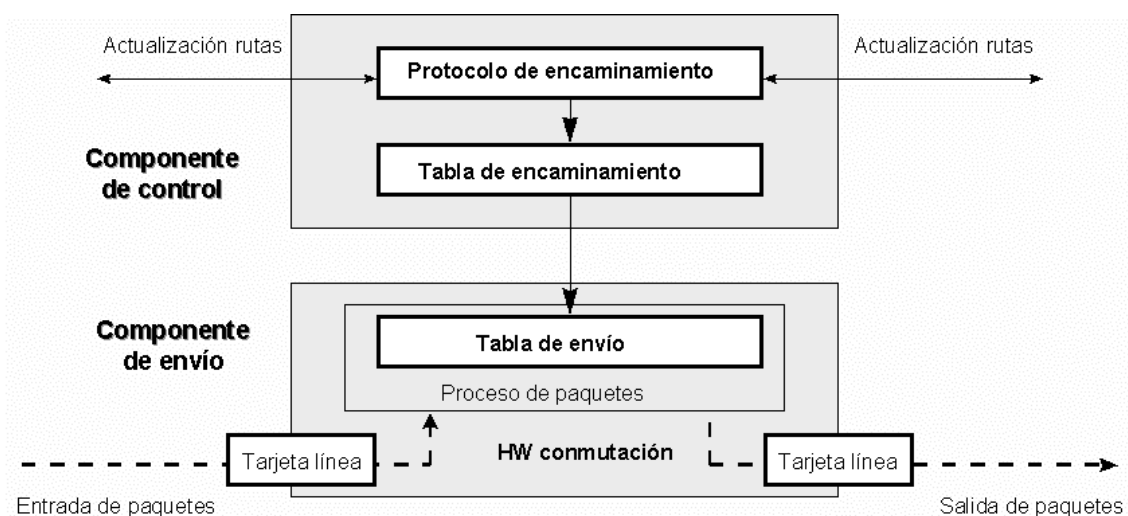 Actualización rutas
Actualización rutas
Protocolo de encaminamiento
Componente
de control
Tabla de encaminamiento
Componente
de envío
Tabla de envío
Proceso de paquetes
HW conmutación
Tarjeta línea
Tarjeta línea
Entrada de paquetes
Salida de paquetes